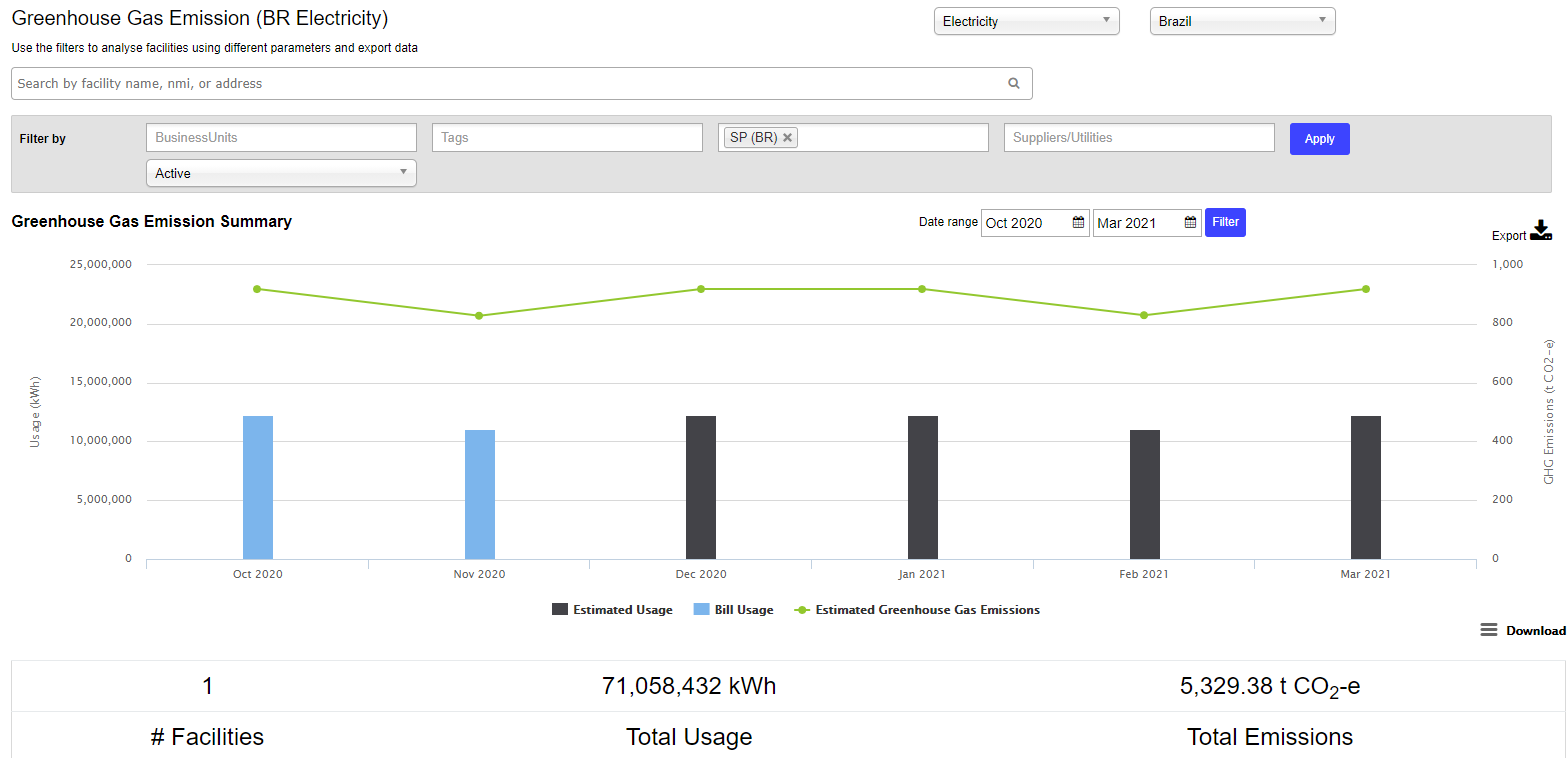 Greenhouse Gas Emission (BR Electricity)
Electricity
Brazil
Use the filters to analyse facilities using different parameters and export data
Search by facility name, nmi, or address
Filter by
BusinessUnits
Tags
SP (BR)
Suppliers/Utilities
Apply
Active
Greenhouse Gas Emission Summary
Date range
Oct 2020
Mar 2021
Filter
Export
25,000,000
20,000,000
15,000,000
10,000,000
5,000,000
0
Usage (kWh)
1,000
800
600
400
200
0
GHG Emissions (t CO2-e)
Oct 2020
Nov 2020
Dec 2020
Jan 2021
Feb 2021
Mar 2021
Estimated Usage
Bill Usage
Estimated Greenhouse Gas Emissions
Download
1
71,058,432 kWh
5,329.38 t CO2-e
# Facilities
Total Usage
Total Emissions